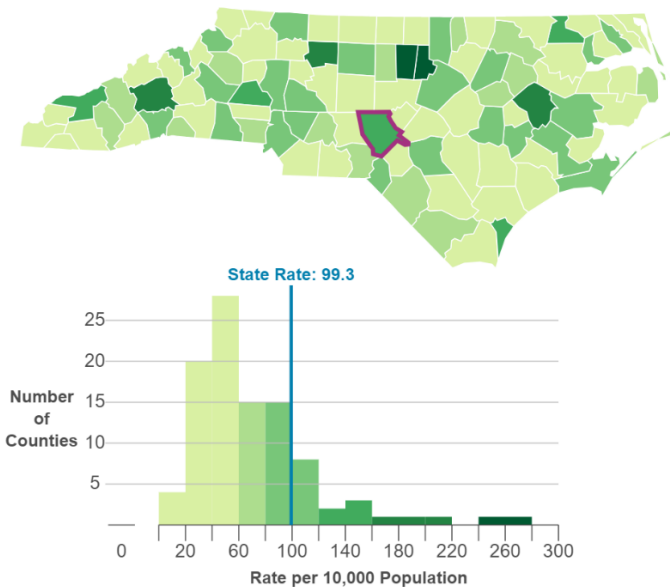 State Rate: 99.3
25
20
15
10
5
Number
of
Counties
0 20 60 100 140 180 220 260 300
Rate per 10,000 Population